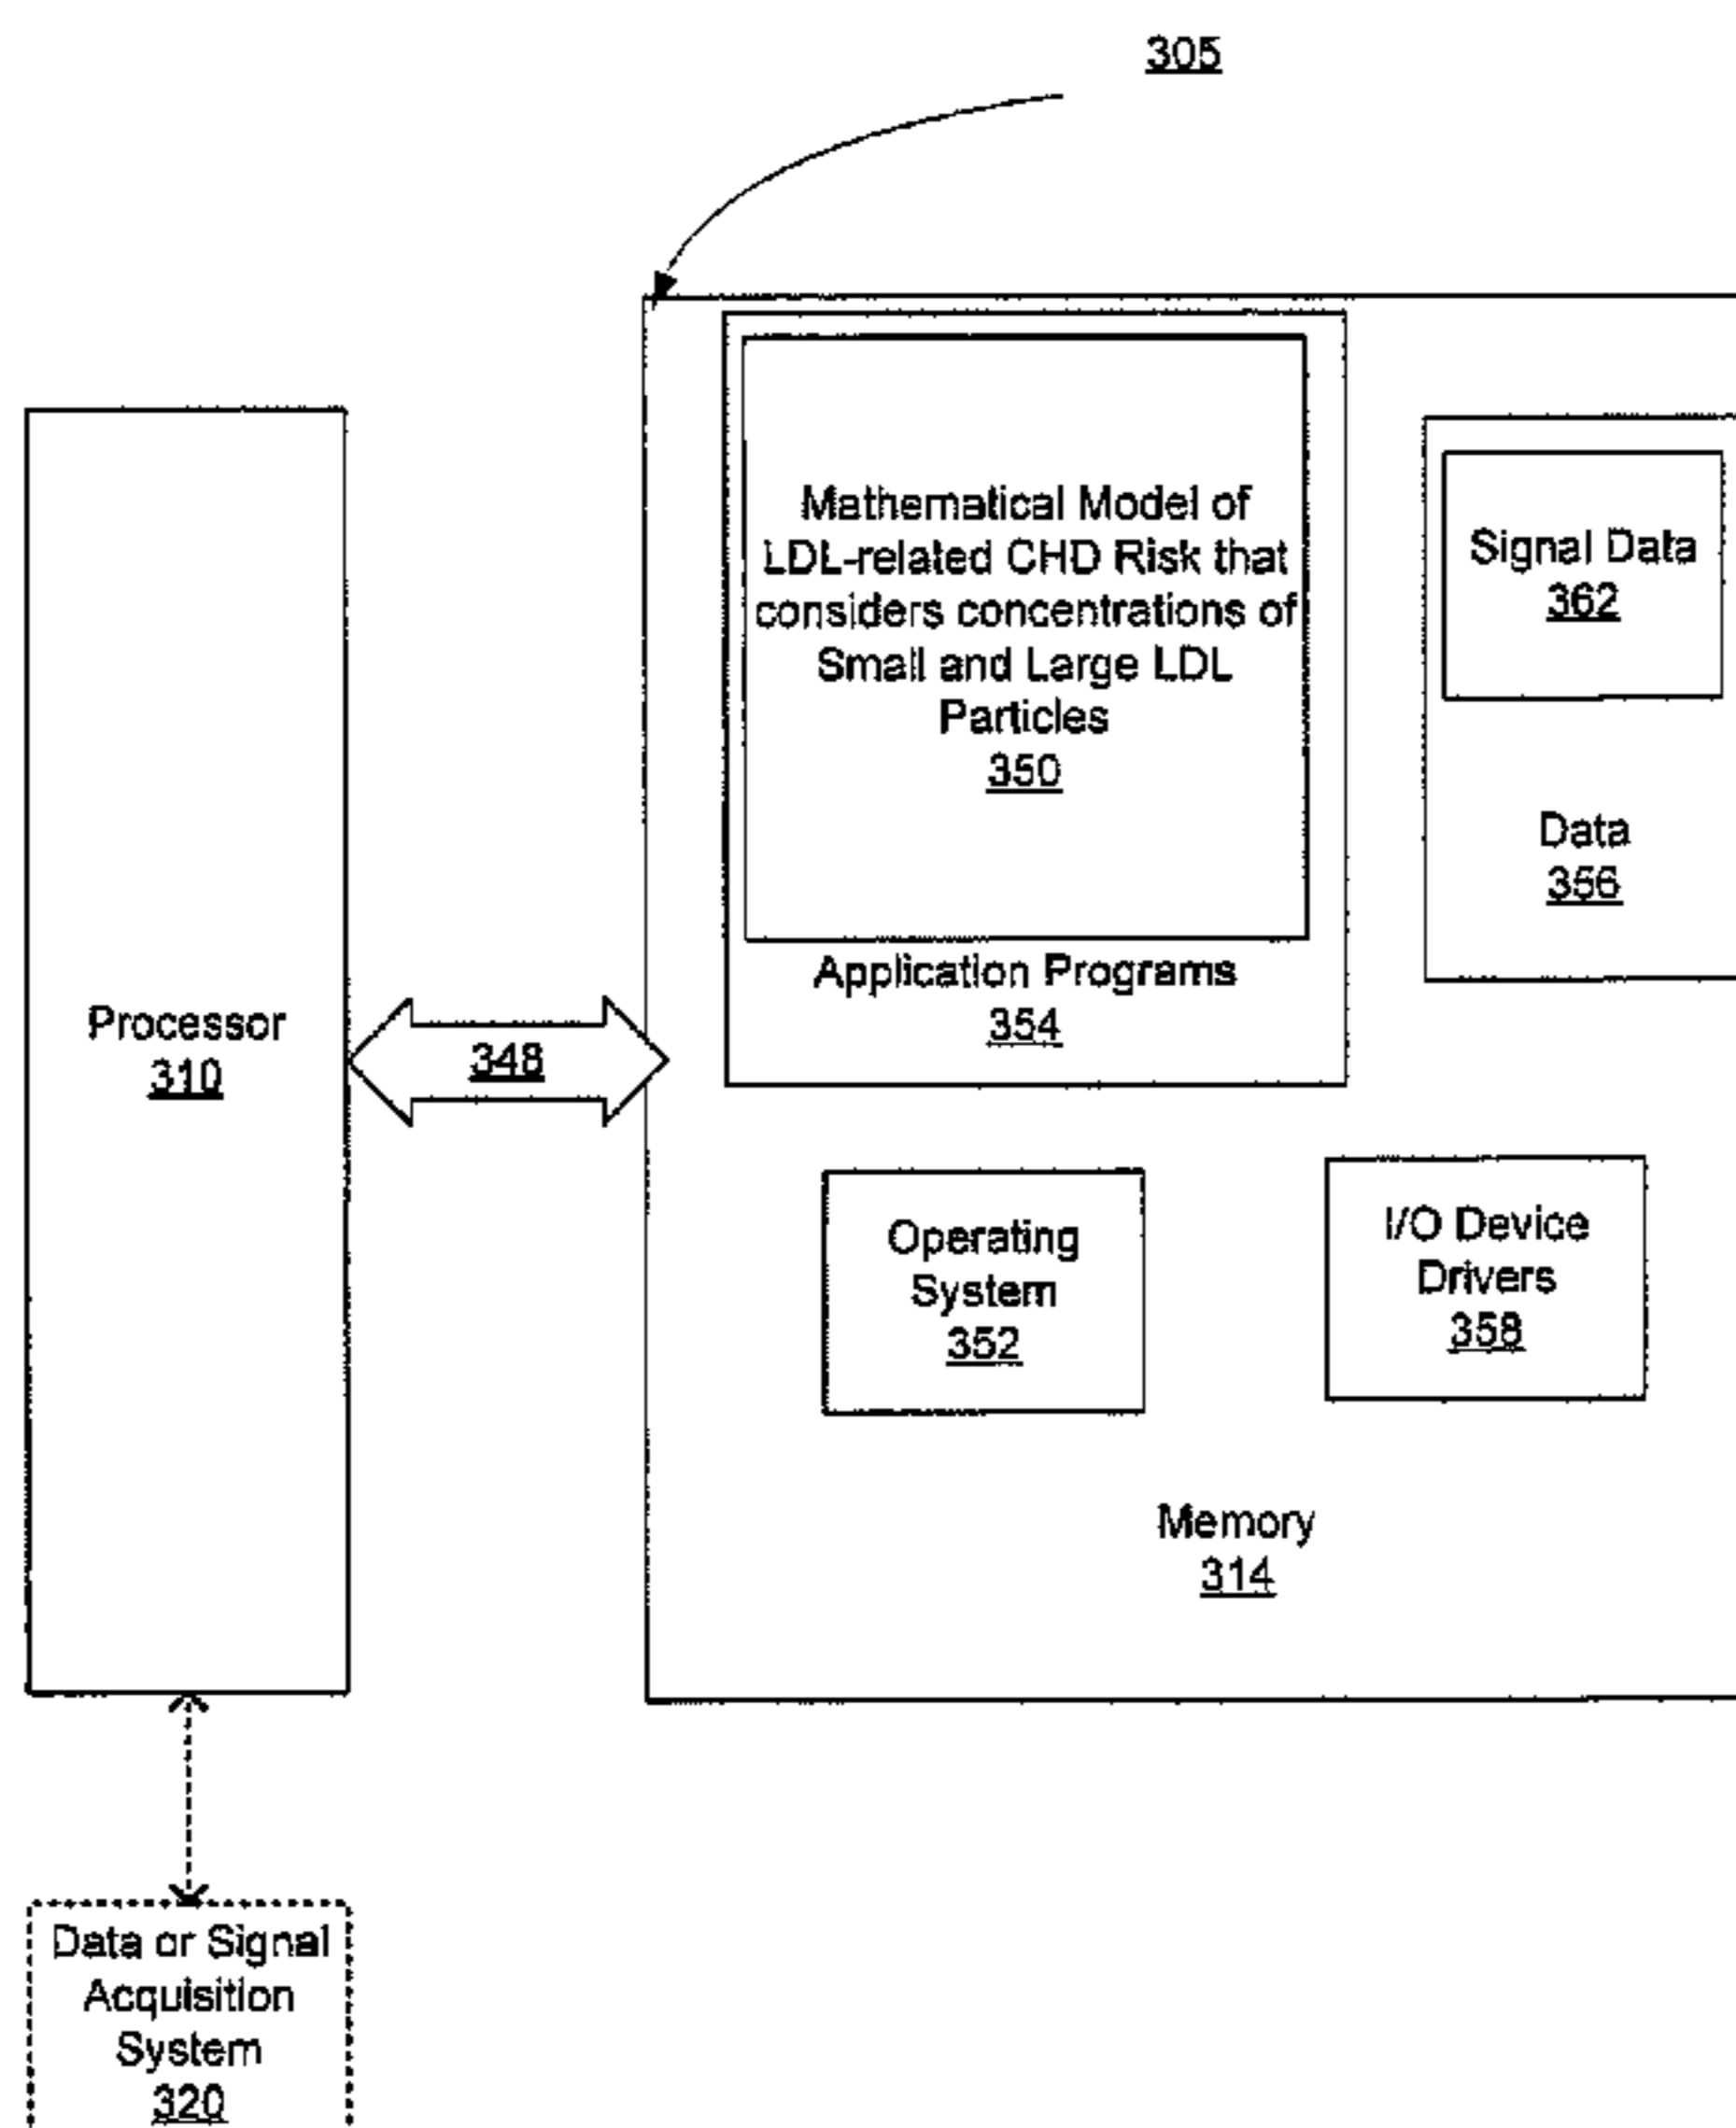 305
Mathematical Model of
LDL-related CHD Risk that
considers concentrations of
Small and Large LDL
Particles
350
Application Programs
354
Signal Data
362
Data
356
Processor
310
348
Operating
System
352
I/O Device
Drivers
358
Memory
314
Data or Signal
Acquisition
System
320